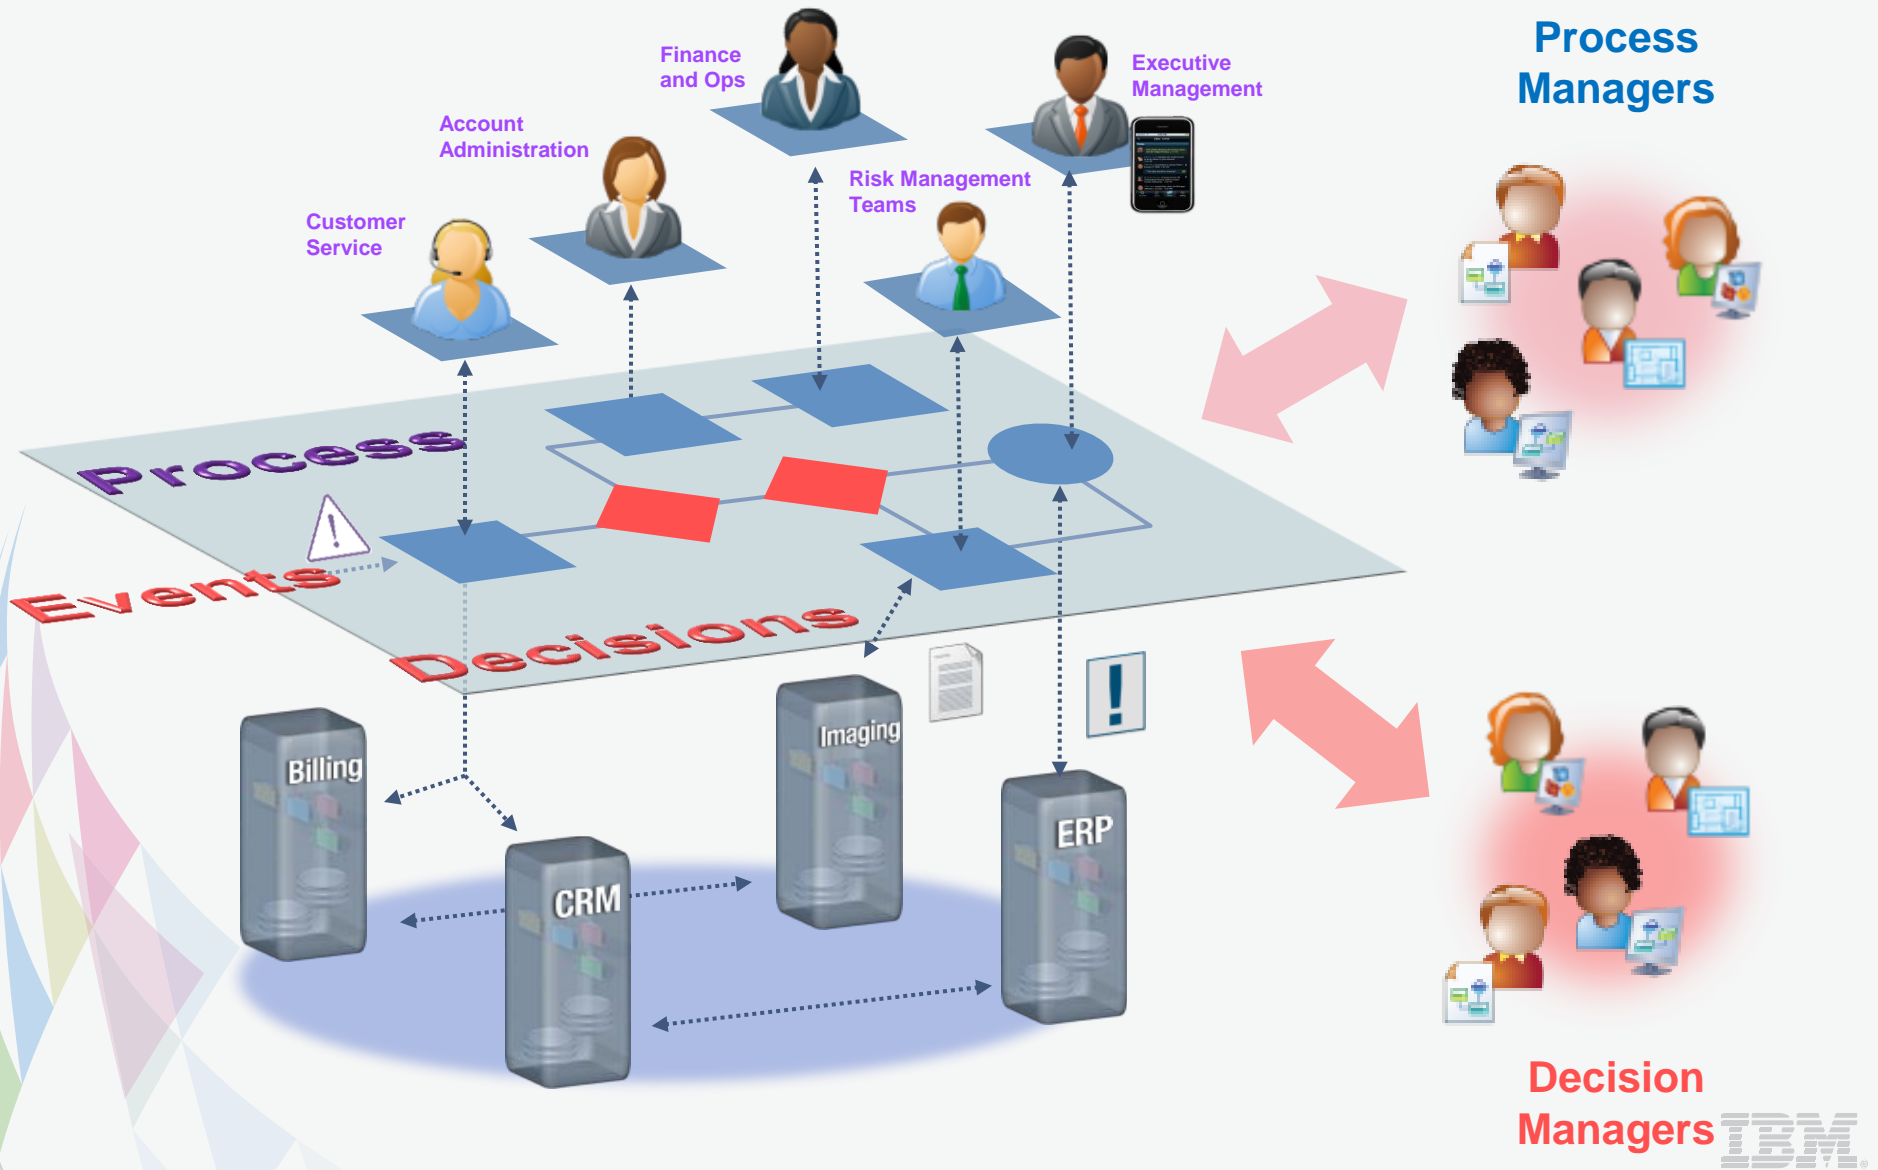 Process
Managers
Finance
and Ops
Executive
Management
Account
Administration
Risk Management
Teams
Customer
Service
Process
Events
Decisions
Billing
Imaging
CRM
ERP
Decision
Managers
IBM